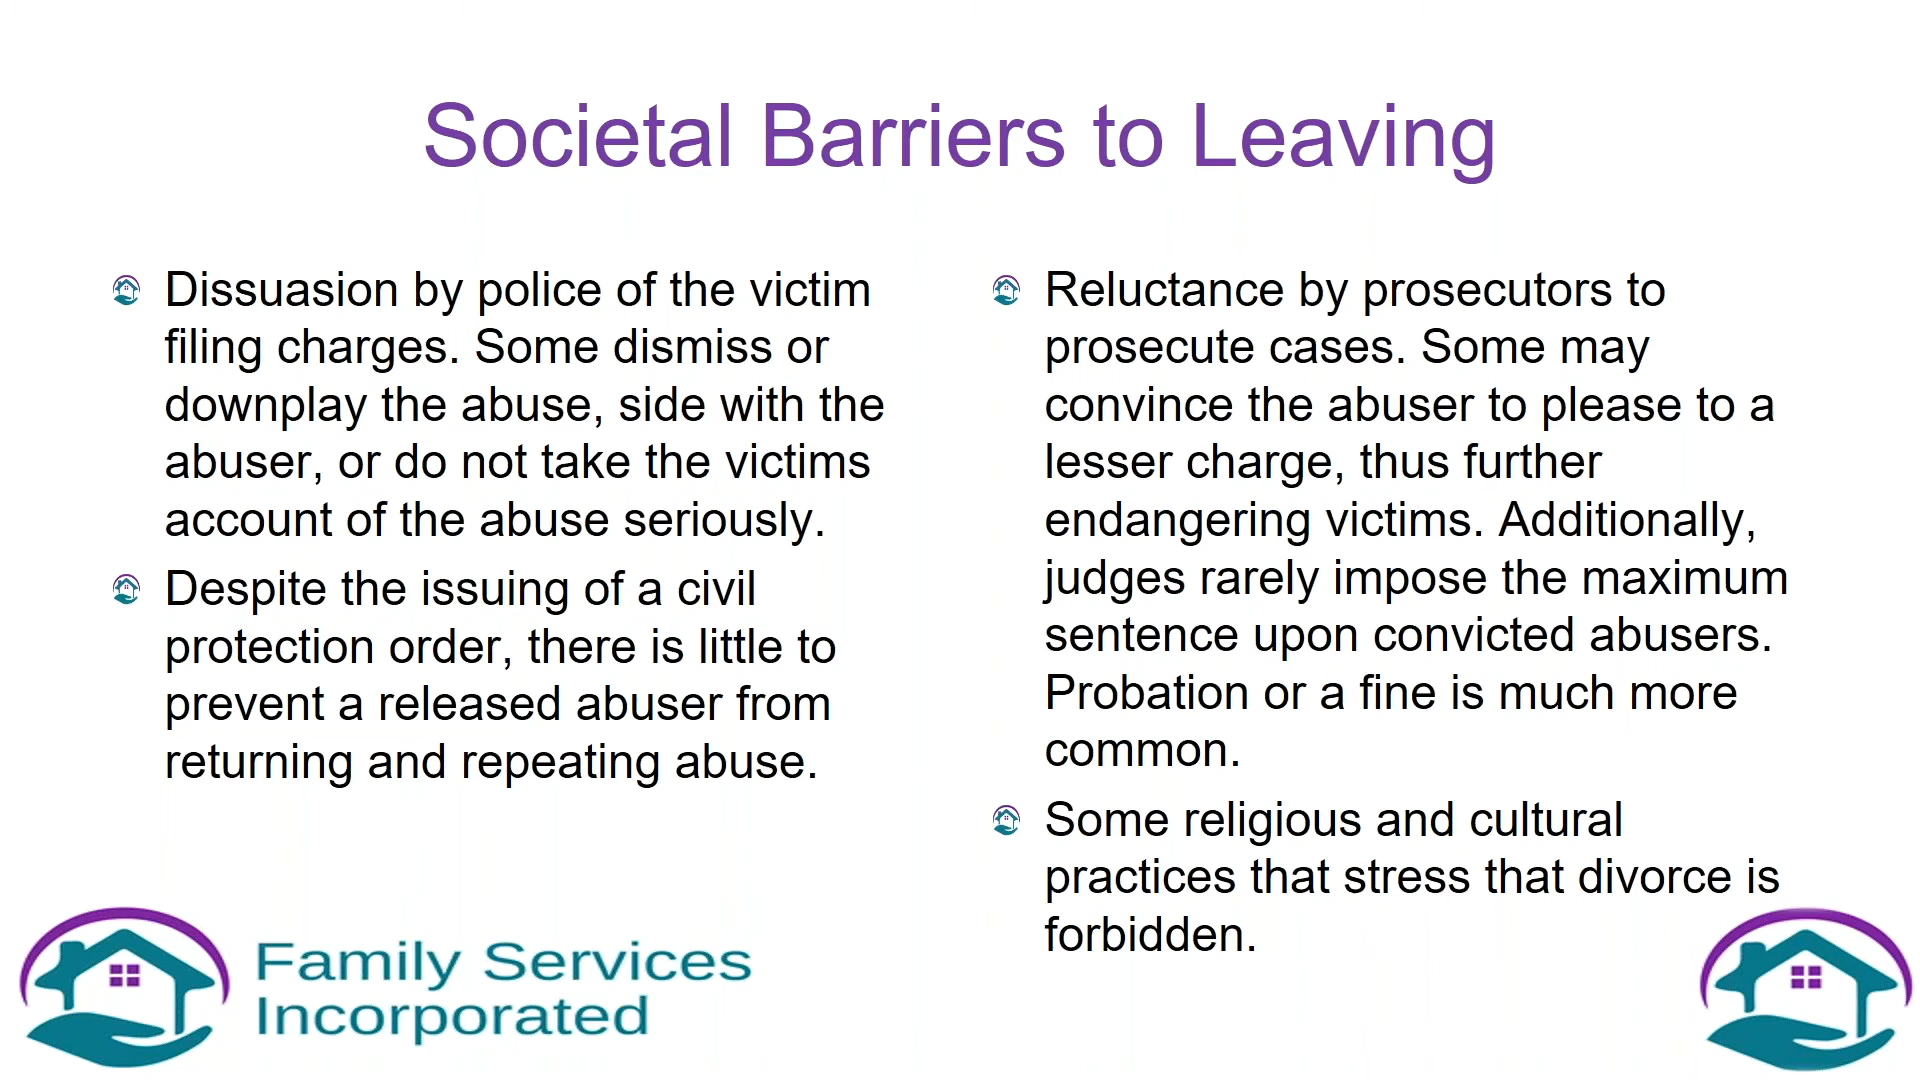 Societal Barriers to Leaving
Dissuasion by police of the victim
filing charges. Some dismiss or
downplay the abuse, side with the
abuser, or do not take the victims
account of the abuse seriously.
Despite the issuing of a civil
protection order, there is little to
prevent a released abuser from
returning and repeating abuse.
Reluctance by prosecutors to
prosecute cases. Some may
convince the abuser to please to a
lesser charge, thus further
endangering victims. Additionally,
judges rarely impose the maximum
sentence upon convicted abusers.
Probation or a fine is much more
common.
Some religious and cultural
practices that stress that divorce is
forbidden.
Family Services
Incorporated